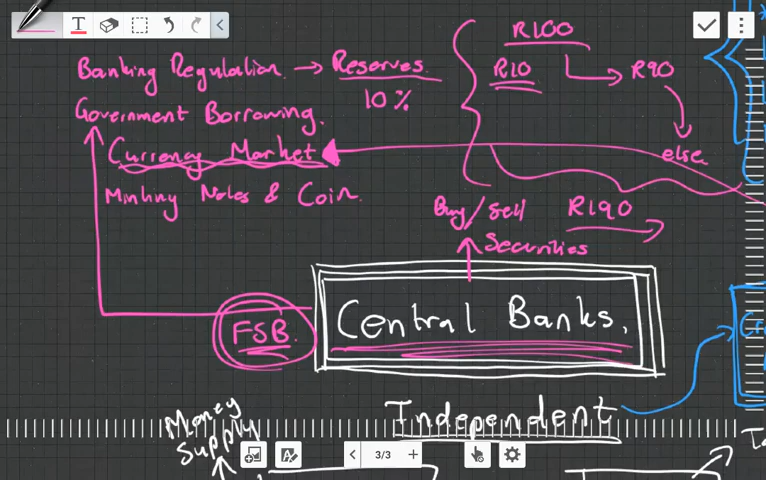 T
R100
Banking Regulation → Reserves
R10
R90
10%
Government Borrowing.
Currency Market
else
Minting Notes & Coin
Buy/sell
R190
Securities
Central Banks.
FSB.
Independent
Money
Supply
3/3